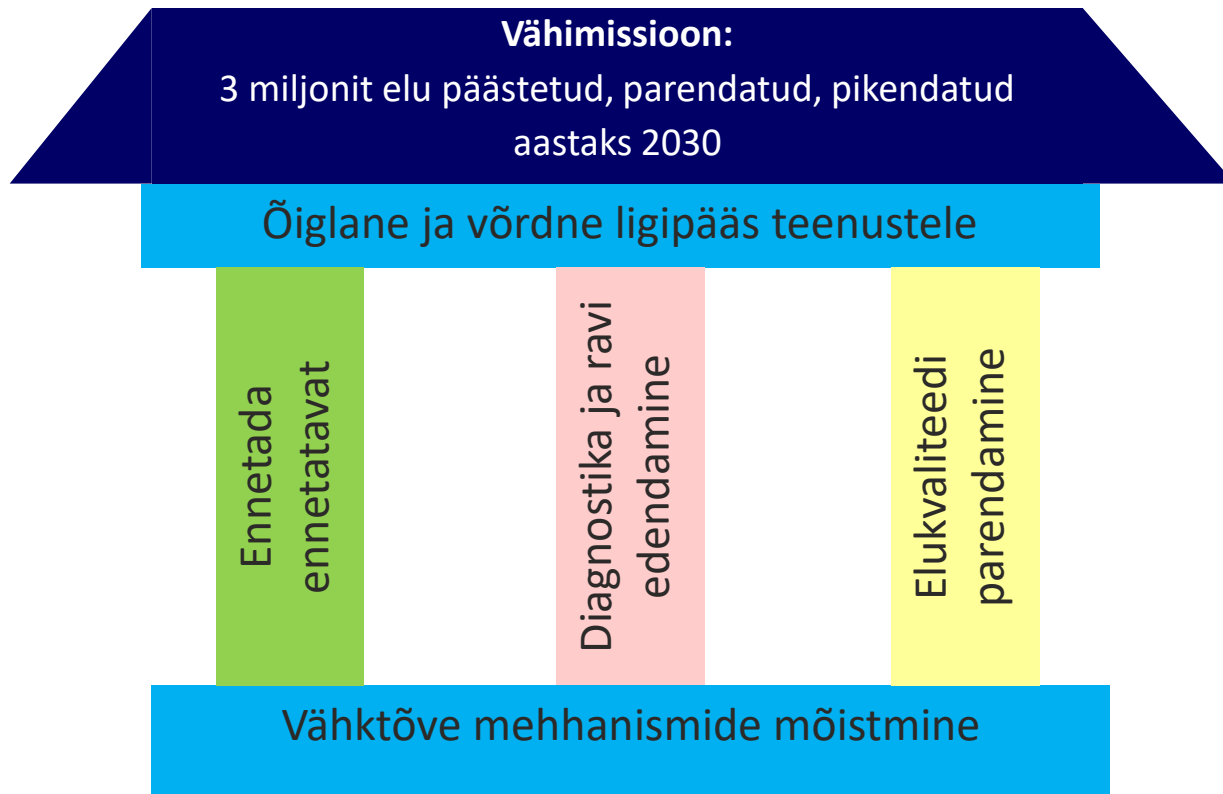 Vähimissioon:
3 miljonit elu päästetud, parendatud, pikendatud
aastaks 2030
Õiglane ja võrdne ligipääs teenustele
Ennetada
ennetatavat
Diagnostika ja ravi
edendamine
Elukvaliteedi
parendamine
Vähktõve mehhanismide mõistmine